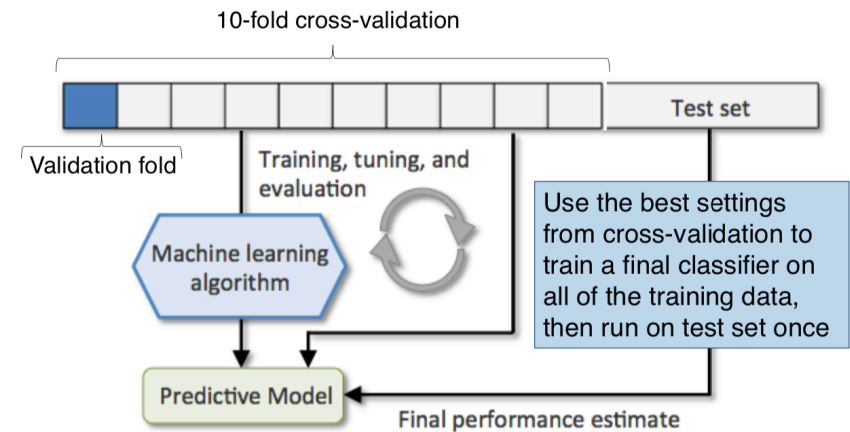 10-fold cross-validation
Test set
Validation fold
Training, tuning, and
evaluation
Machine learning
algorithm
Use the best settings
from cross-validation to
train a final classifier on
all of the training data,
then run on test set once
Predictive Model
Final performance estimate